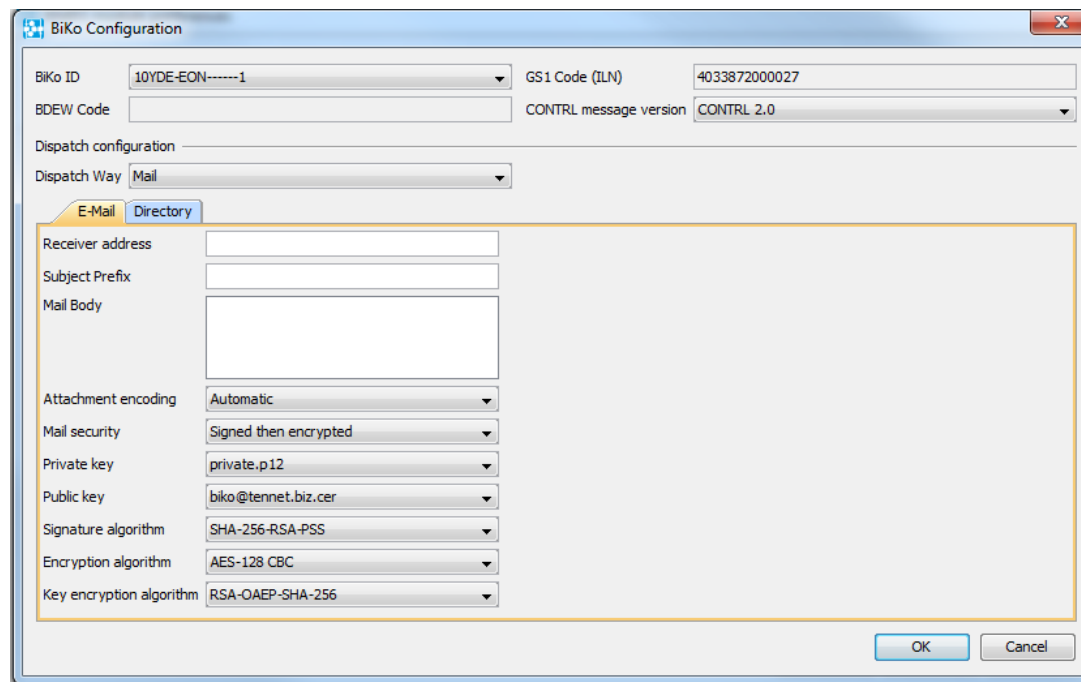 BiKo Configuration
BiKo ID 10YDE-EON------1 GS1 Code (ILN) 4033872000027
BDEW Code CONTRL message version CONTRL 2.0
Dispatch configuration
Dispatch Way Mail
E-Mail Directory
Receiver address
Subject Prefix
Mail Body
Attachment encoding Automatic
Mail security Signed then encrypted
Private key private.p12
Public key biko@tennet.biz.cer
Signature algorithm SHA-256-RSA-PSS
Encryption algorithm AES-128 CBC
Key encryption algorithm RSA-OAEP-SHA-256
OK Cancel